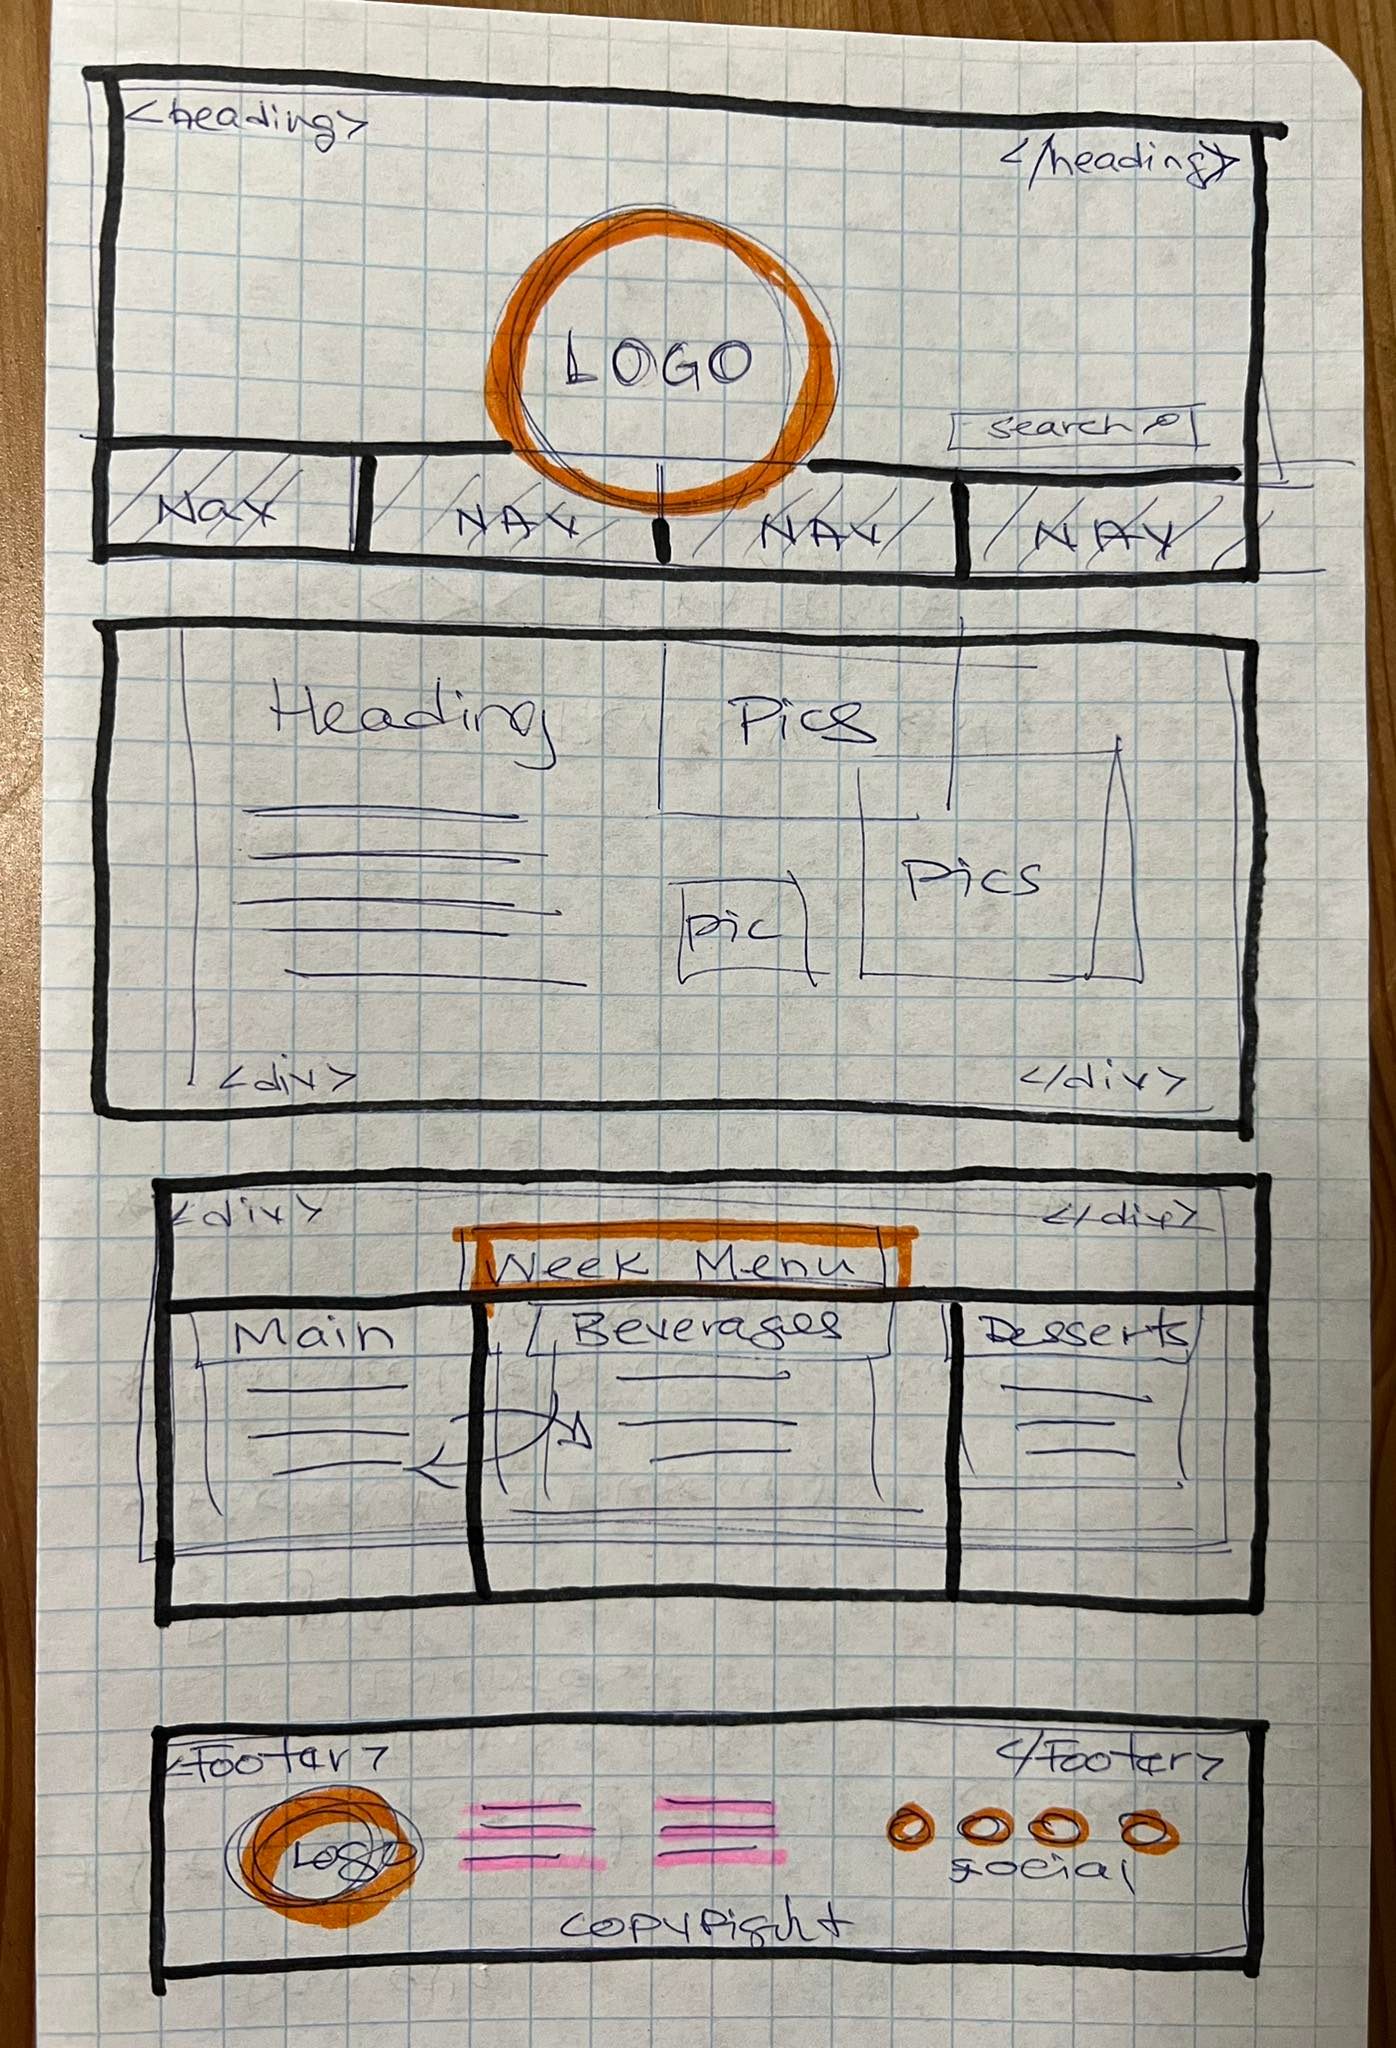 <heading>
</heading>
LOGO
search
Nav NAV NAV NAV
Heading
Pics
Pics
pic
<div> </div>
<div> </div>
Week Menu
Main Beverages Desserts
<Footer> </Footer>
LOGO
social
copyright